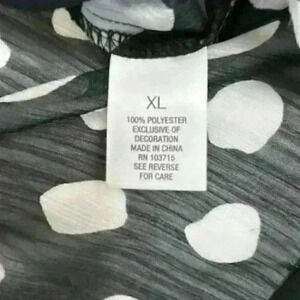 XL
100% POLYESTER
EXCLUSIVE OF
DECORATION
MADE IN CHINA
RN 103715
SEE REVERSE
FOR CARE